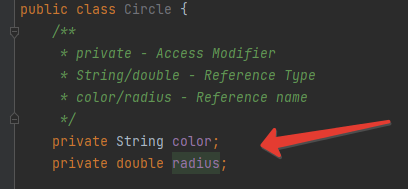 public class Circle {
/**
* private - Access Modifier
* String/double - Reference Type
* color/radius - Reference name
*/
private String color;
private double radius;